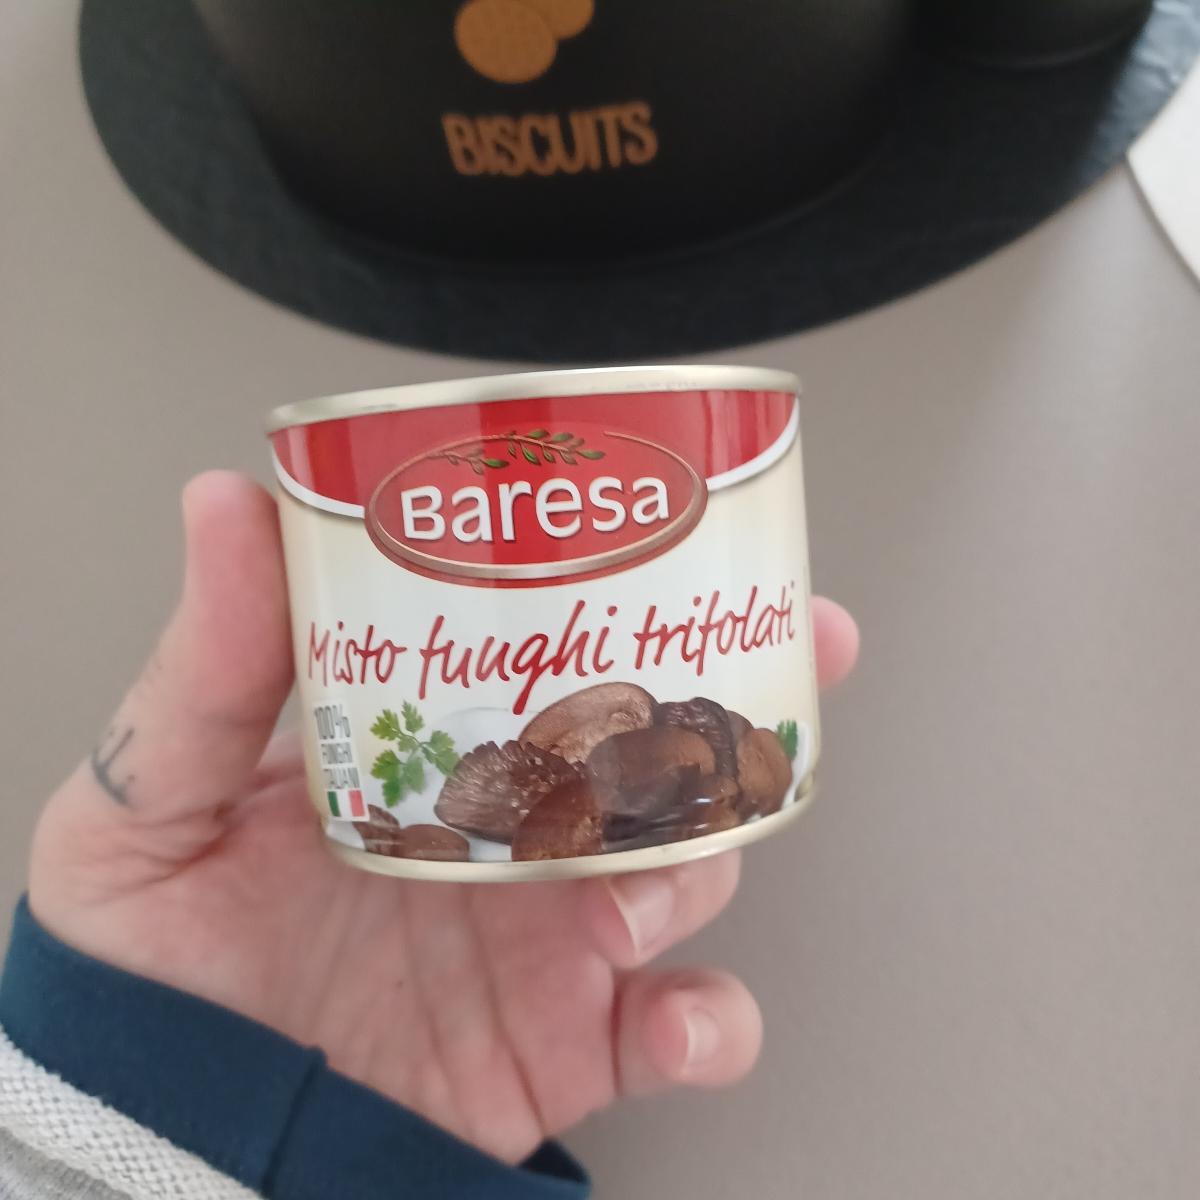 BISCUITS
Baresa
Misto funghi trifolati
100%
FUNGHI
ITALIANI